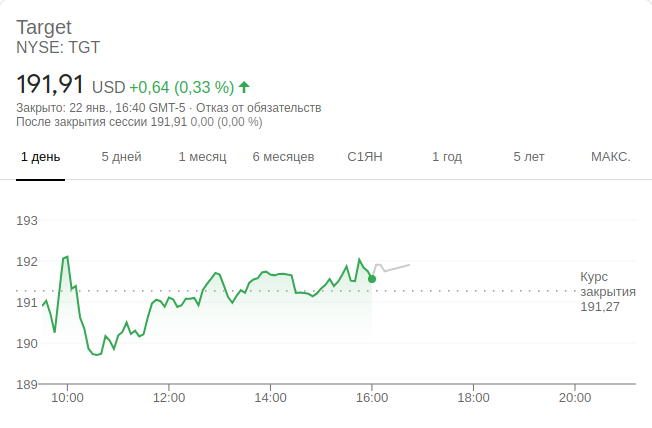 Target
NYSE: TGT
191,91 USD +0,64 (0,33 %)
Закрыто: 22 янв., 16:40 GMT-5 · Отказ от обязательств
После закрытия сессии 191,91 0,00 (0,00 %)
1 день 5 дней 1 месяц 6 месяцев С1ЯН 1 год 5 лет МАКС.
193
192
191
190
189
Курс
закрытия
191,27
10:00 12:00 14:00 16:00 18:00 20:00